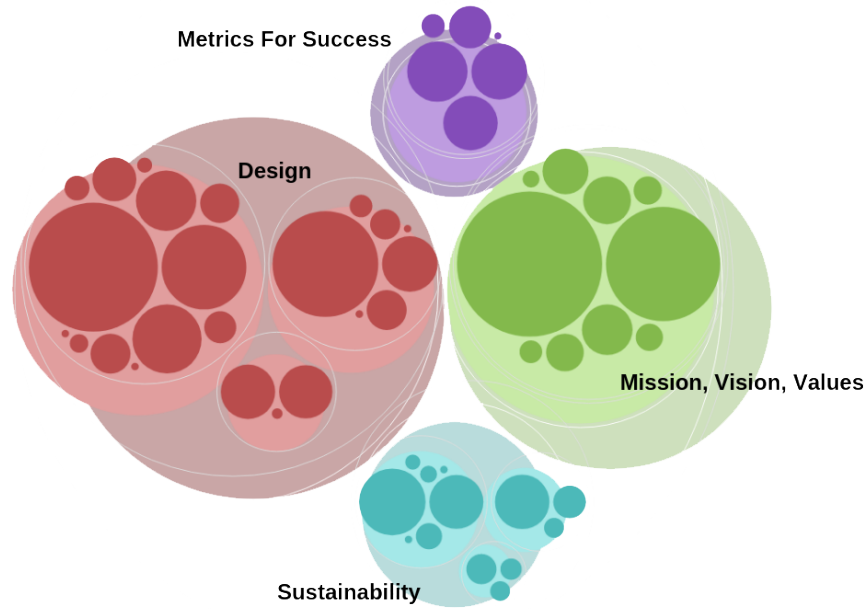 Metrics For Success
Design
Mission, Vision, Values
Sustainability